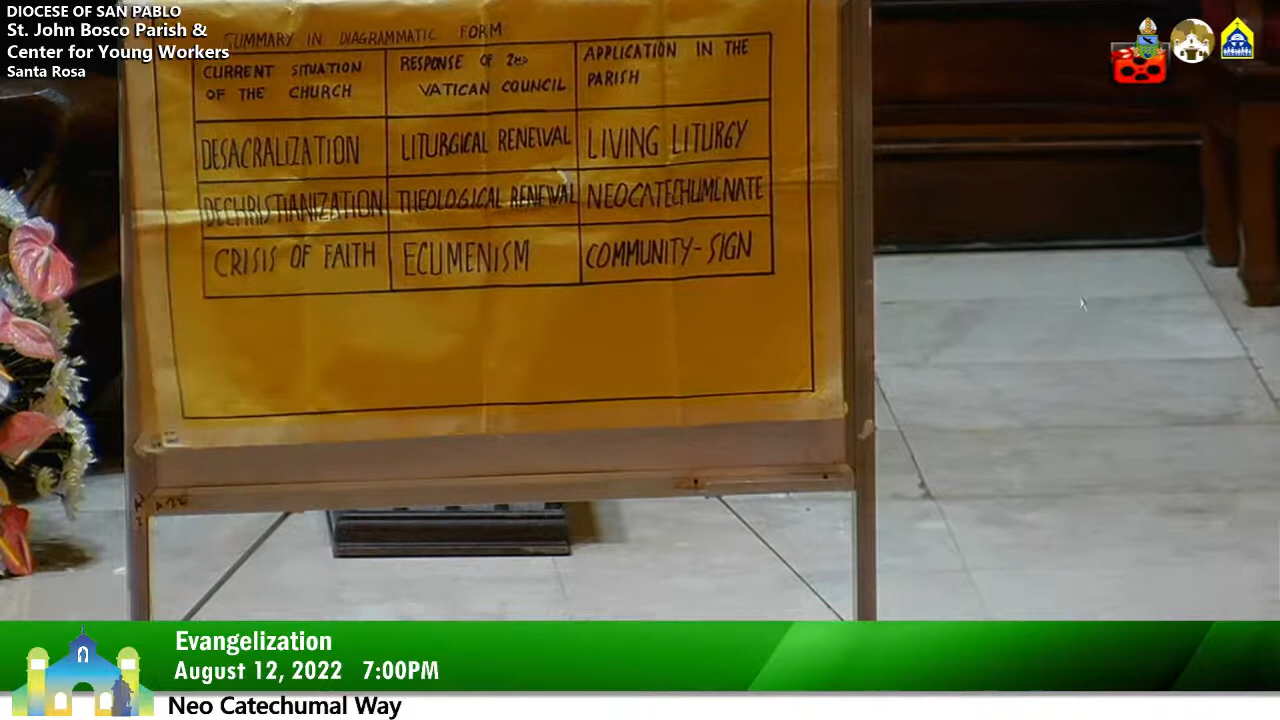 DIOCESE OF SAN PABLO
St. John Bosco Parish &
Center for Young Workers
Santa Rosa
SUMMARY IN DIAGRAMMATIC FORM
CURRENT SITUATION OF THE CHURCH
RESPONSE OF 2ND VATICAN COUNCIL
APPLICATION IN THE PARISH
DESACRALIZATION
LITURGICAL RENEWAL
LIVING LITURGY
DECHRISTIANIZATION
THEOLOGICAL RENEWAL
NEOCATECHUMENATE
CRISIS OF FAITH
ECUMENISM
COMMUNITY-SIGN
Evangelization
August 12, 2022 7:00PM
Neo Catechumal Way